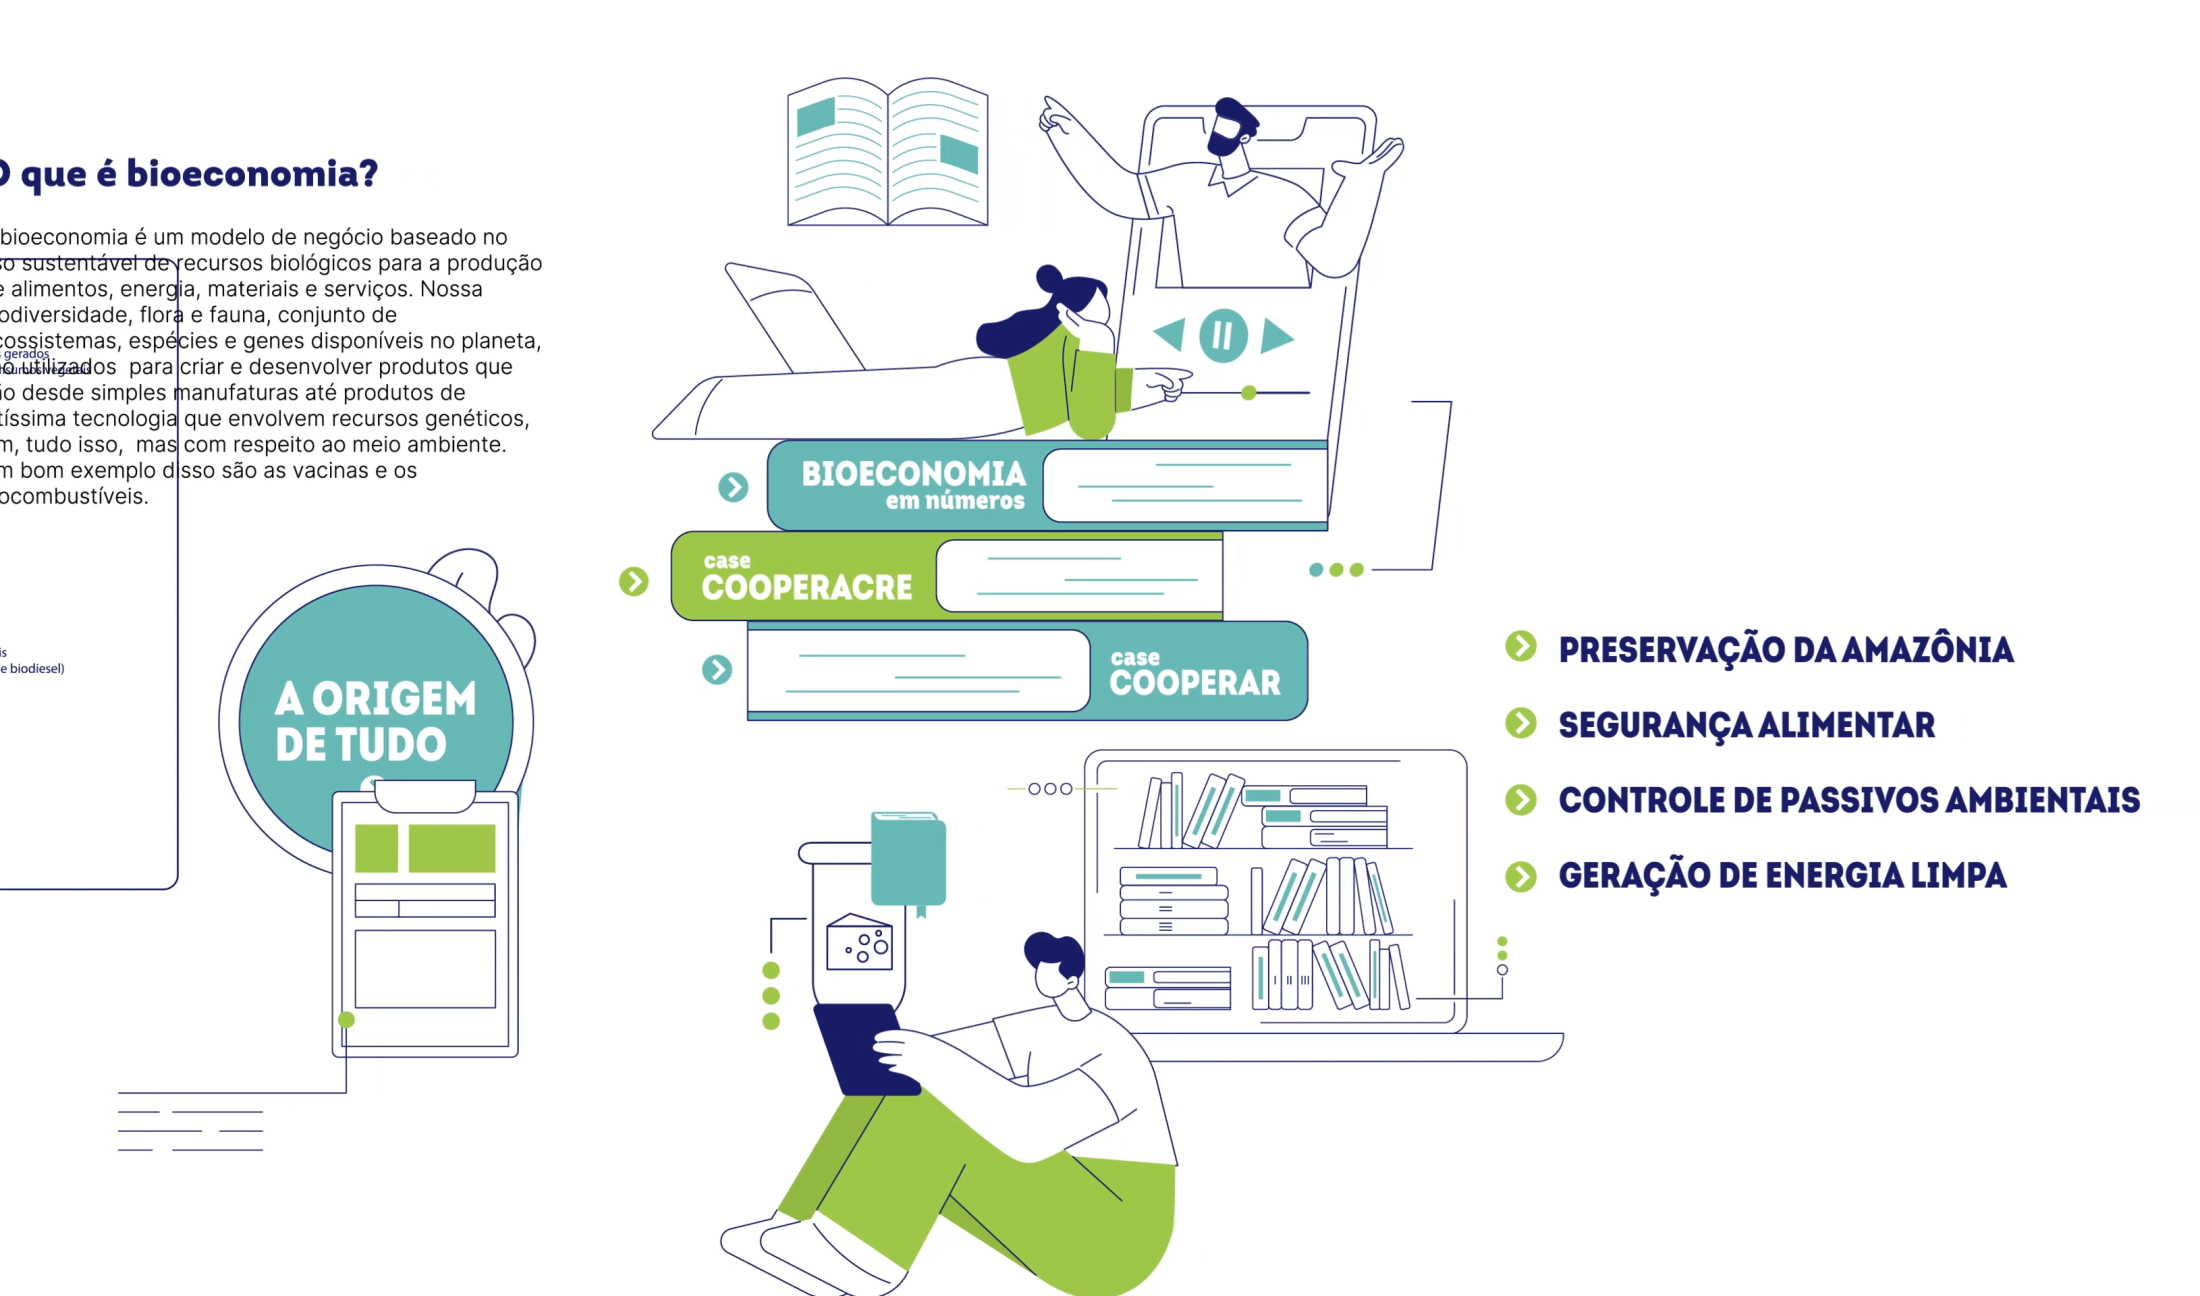 O que é bioeconomia?
bioeconomia é um modelo de negócio baseado no
so sustentável de recursos biológicos para a produção
e alimentos, energia, materiais e serviços. Nossa
odiversidade, flora e fauna, conjunto de
cossistemas, espécies e genes disponíveis no planeta,
ão utilizados para criar e desenvolver produtos que
ão desde simples manufaturas até produtos de
tíssima tecnologia que envolvem recursos genéticos,
m, tudo isso, mas com respeito ao meio ambiente.
m bom exemplo disso são as vacinas e os
ocombustíveis.
s gerados
nsumos vegetais
is
e biodiesel)
A ORIGEM
DE TUDO
BIOECONOMIA
em números
case
COOPERACRE
case
COOPERAR
PRESERVAÇÃO DA AMAZÔNIA
SEGURANÇA ALIMENTAR
CONTROLE DE PASSIVOS AMBIENTAIS
GERAÇÃO DE ENERGIA LIMPA